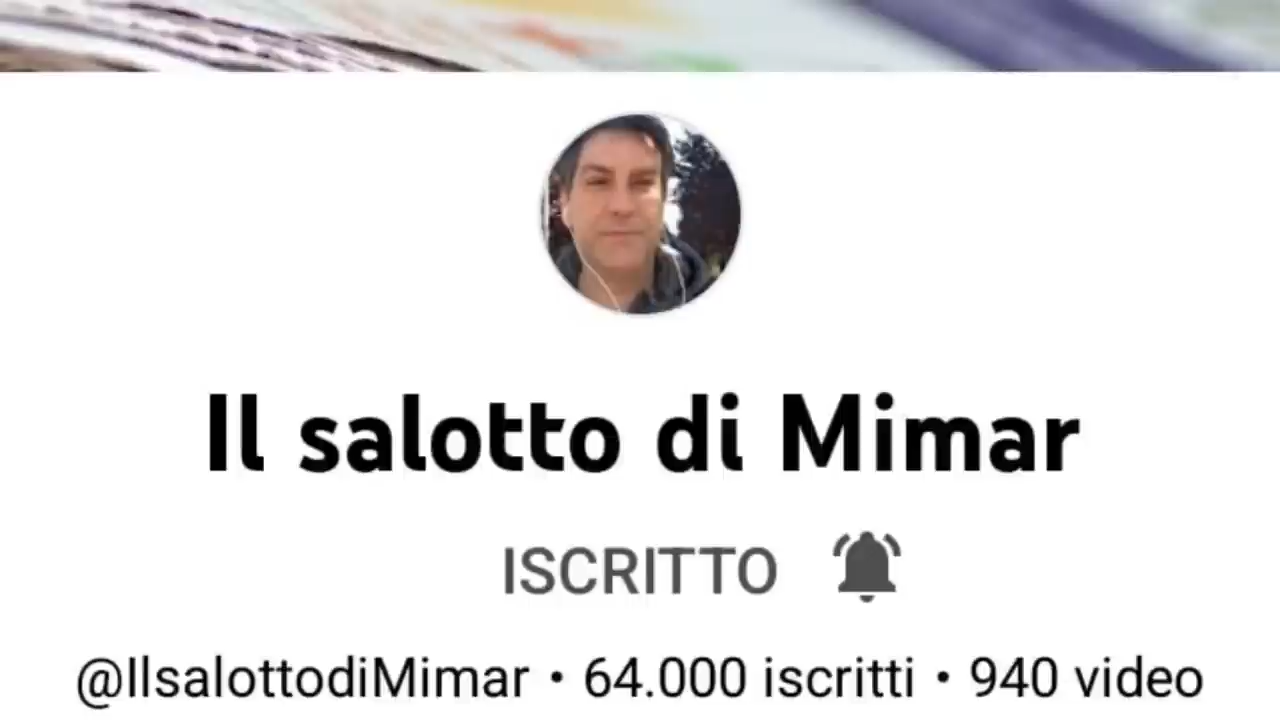 Il salotto di Mimar
ISCRITTO
@IlsalottodiMimar • 64.000 iscritti • 940 video